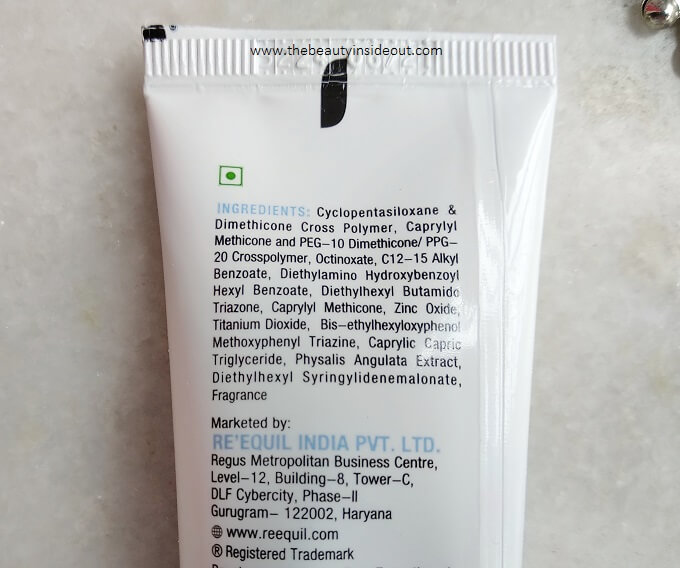 www.thebeautyinsideout.com
INGREDIENTS: Cyclopentasiloxane &
Dimethicone Cross Polymer, Caprylyl
Methicone and PEG-10 Dimethicone/ PPG-
20 Crosspolymer, Octinoxate, C12-15 Alkyl
Benzoate, Diethylamino Hydroxybenzoyl
Hexyl Benzoate, Diethylhexyl Butamido
Triazone, Caprylyl Methicone, Zinc Oxide,
Titanium Dioxide, Bis-ethylhexyloxyphenol
Methoxyphenyl Triazine, Caprylic Capric
Triglyceride, Physalis Angulata Extract,
Diethylhexyl Syringylidenemalonate,
Fragrance
Marketed by:
RE'EQUIL INDIA PVT. LTD.
Regus Metropolitan Business Centre,
Level-12, Building-8, Tower-C,
DLF Cybercity, Phase-II
Gurugram- 122002, Haryana
www.reequil.com
® Registered Trademark